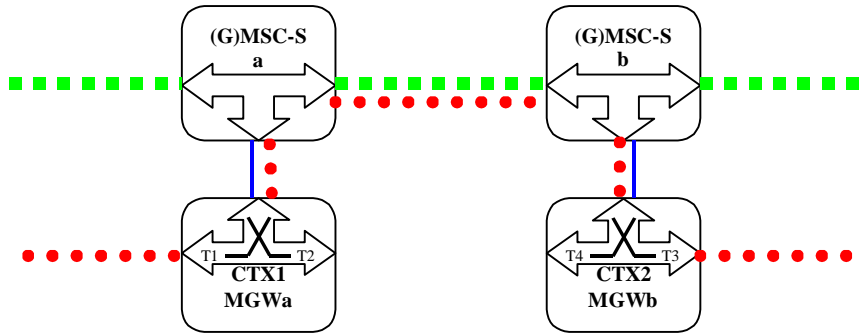 (G)MSC-S
a
(G)MSC-S
b
T1 T2
CTX1
MGWa
T4 T3
CTX2
MGWb